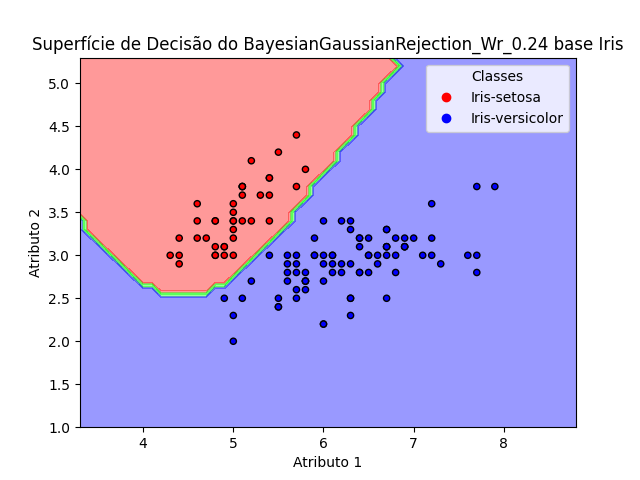 Superfície de Decisão do BayesianGaussianRejection_Wr_0.24 base Iris
Classes
Iris-setosa
Iris-versicolor
Atributo 2
5.0
4.5
4.0
3.5
3.0
2.5
2.0
1.5
1.0
4
5
6
7
8
Atributo 1